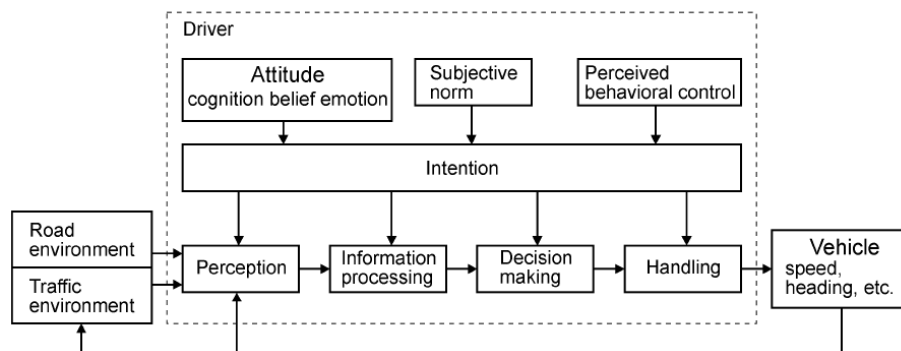 Driver
Attitude
cognition belief emotion
Subjective
norm
Perceived
behavioral control
Intention
Road
environment
Traffic
environment
Perception
Information
processing
Decision
making
Handling
Vehicle
speed,
heading, etc.